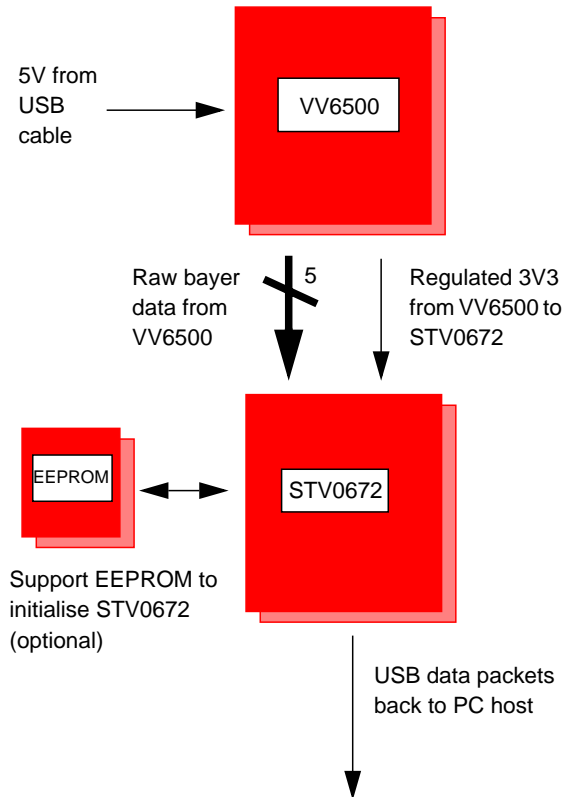 5V from
USB
cable
VV6500
Raw bayer
data from
VV6500
5
Regulated 3V3
from VV6500 to
STV0672
EEPROM
STV0672
Support EEPROM to
initialise STV0672
(optional)
USB data packets
back to PC host